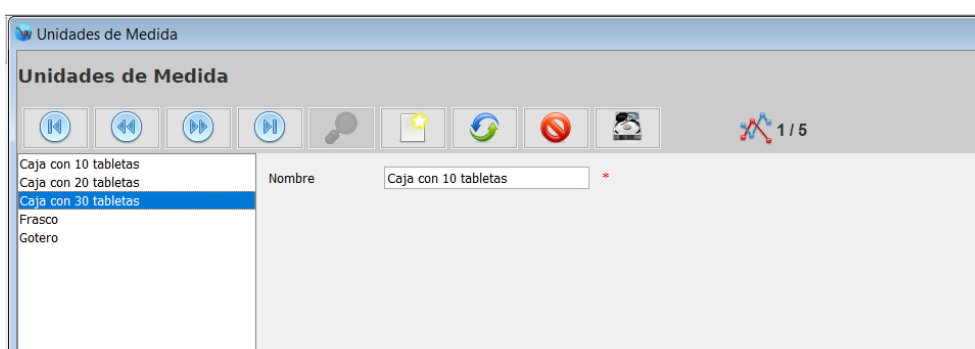 Unidades de Medida
Unidades de Medida
1 / 5
Caja con 10 tabletas
Caja con 20 tabletas
Caja con 30 tabletas
Frasco
Gotero
Nombre Caja con 10 tabletas *